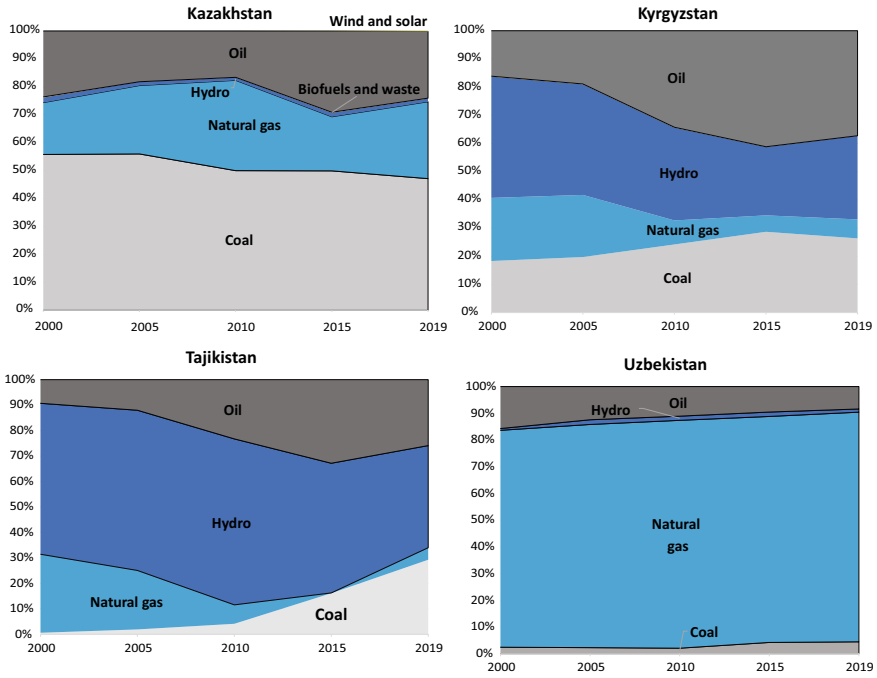 Kazakhstan
Wind and solar
100%
90%
80%
70%
60%
50%
40%
30%
20%
10%
0%
Oil
Biofuels and waste
Hydro
Natural gas
Coal
2000 2005 2010 2015 2019
Kyrgyzstan
100%
90%
80%
70%
60%
50%
40%
30%
20%
10%
0%
Oil
Hydro
Natural gas
Coal
2000 2005 2010 2015 2019
Tajikistan
100%
90%
80%
70%
60%
50%
40%
30%
20%
10%
0%
Oil
Hydro
Natural gas
Coal
2000 2005 2010 2015 2019
Uzbekistan
100%
90%
80%
70%
60%
50%
40%
30%
20%
10%
0%
Oil
Hydro
Natural
gas
Coal
2000 2005 2010 2015 2019